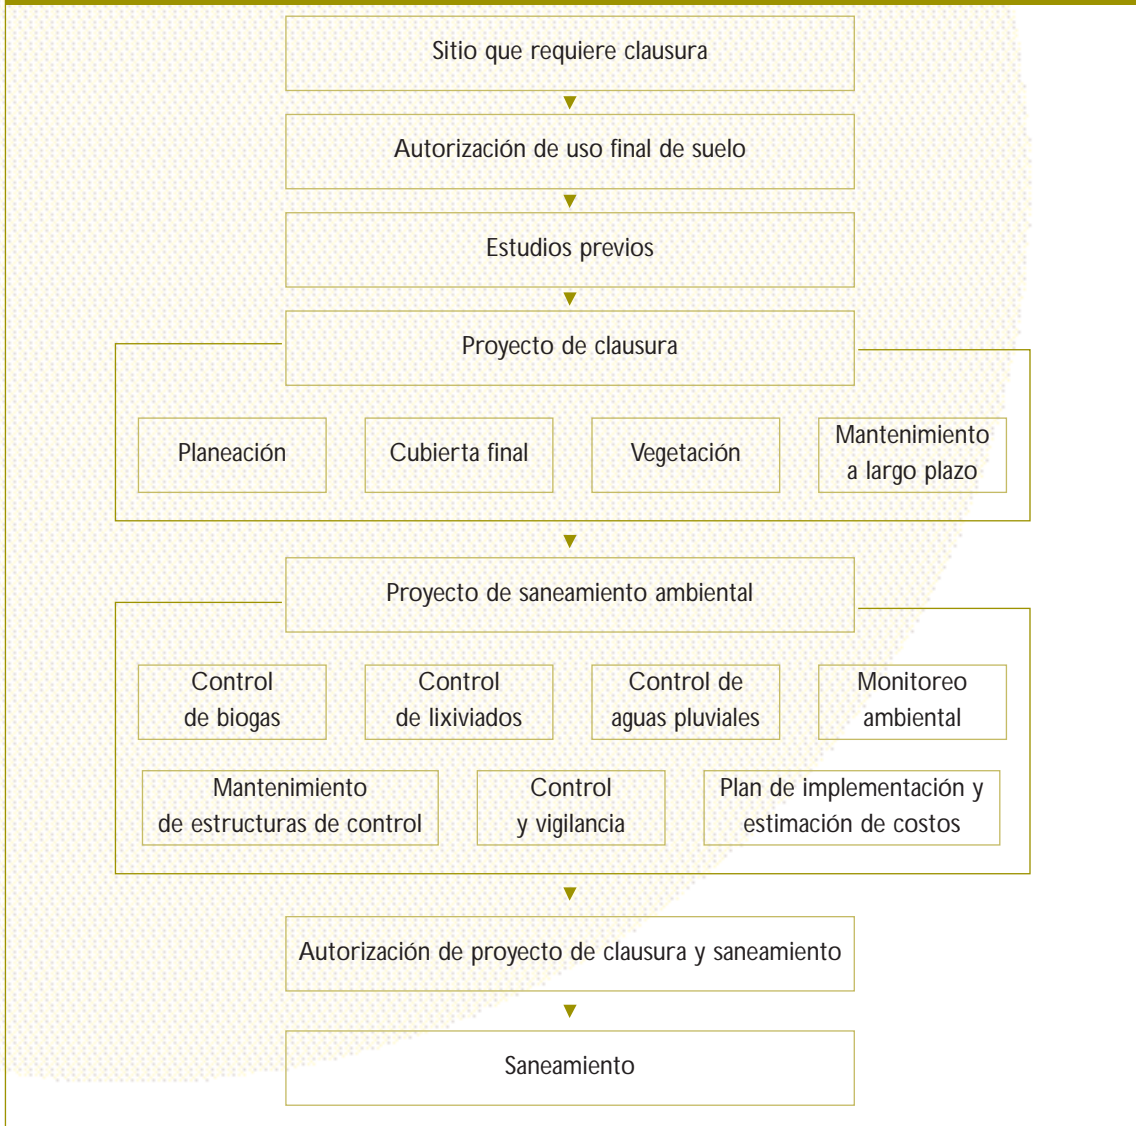 Sitio que requiere clausura
Autorización de uso final de suelo
Estudios previos
Proyecto de clausura
Planeación
Cubierta final
Vegetación
Mantenimiento
a largo plazo
Proyecto de saneamiento ambiental
Control
de biogas
Control
de lixiviados
Control de
aguas pluviales
Monitoreo
ambiental
Mantenimiento
de estructuras de control
Control
y vigilancia
Plan de implementación y
estimación de costos
Autorización de proyecto de clausura y saneamiento
Saneamiento